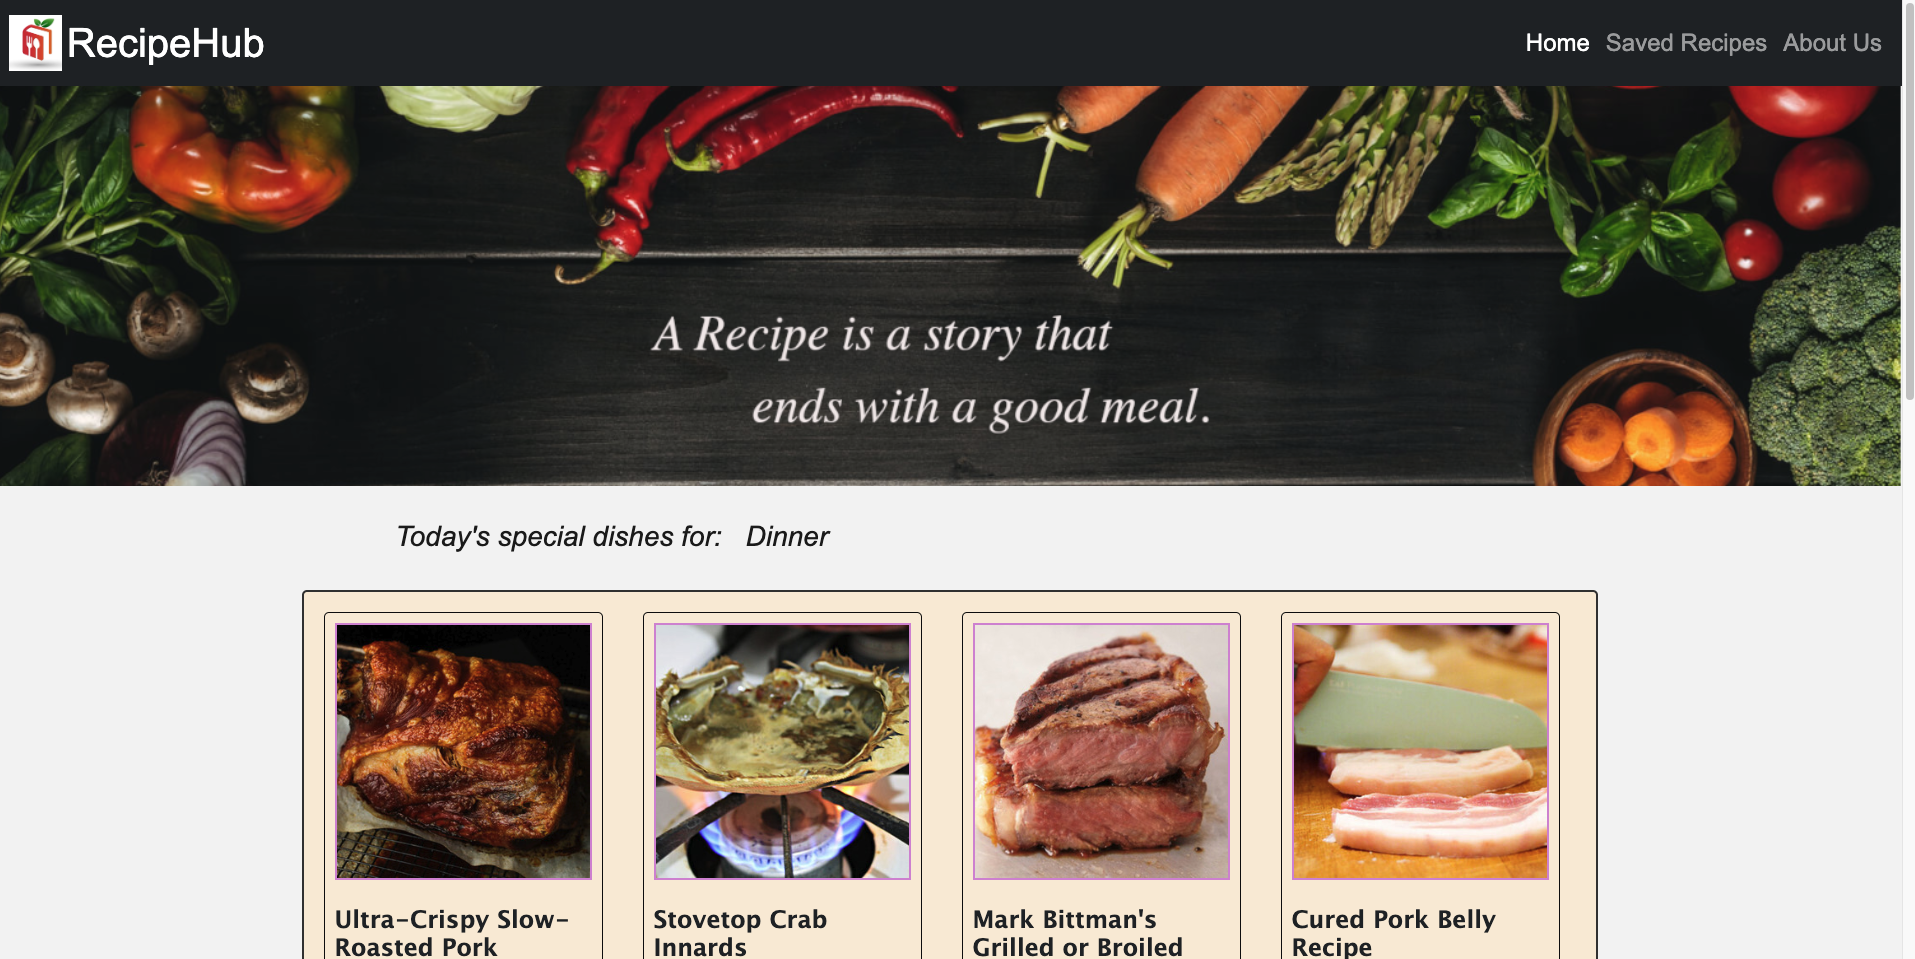 RecipeHub
Home Saved Recipes About Us
A Recipe is a story that
ends with a good meal.
Today's special dishes for: Dinner
Ultra-Crispy Slow-
Roasted Pork
Stovetop Crab
Innards
Mark Bittman's
Grilled or Broiled
Cured Pork Belly
Recipe